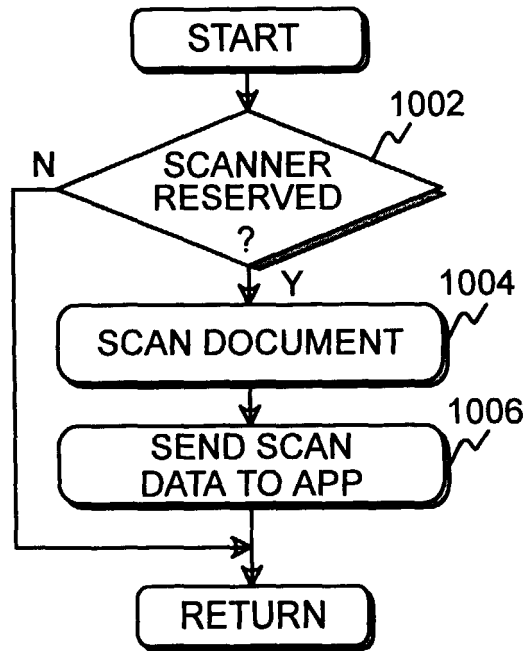 START
1002
N
SCANNER
RESERVED
?
Y
1004
SCAN DOCUMENT
1006
SEND SCAN
DATA TO APP
RETURN